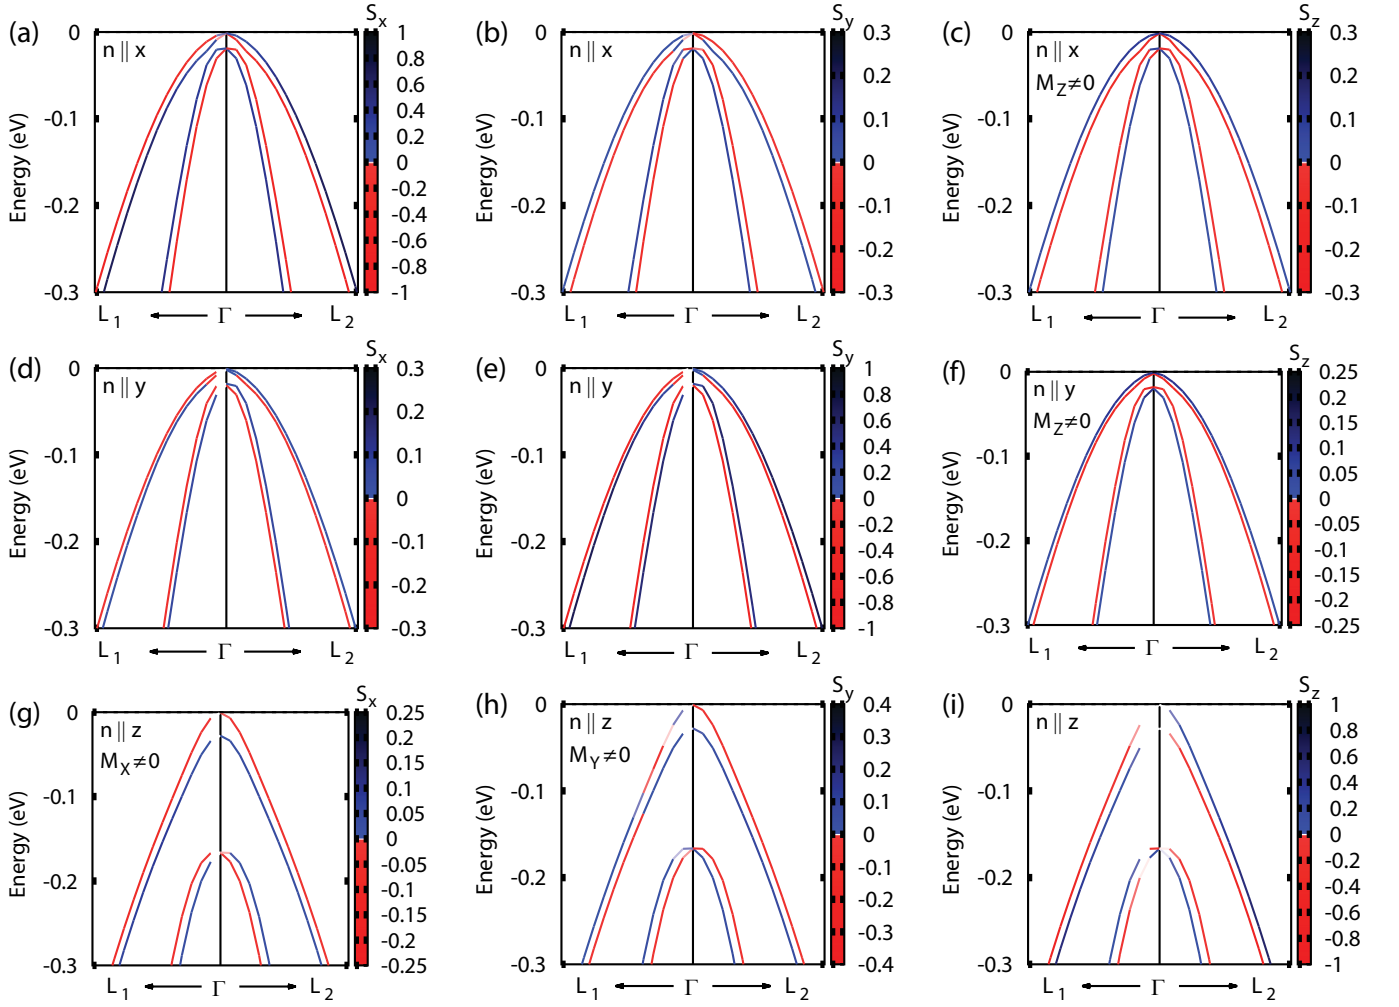 (a)
n || x
S_x
0
-0.1
-0.2
-0.3
Energy (eV)
1
0.8
0.6
0.4
0.2
0
-0.2
-0.4
-0.6
-0.8
-1
L_1
Γ
L_2
(b)
n || x
S_y
0
-0.1
-0.2
-0.3
Energy (eV)
0.3
0.2
0.1
0
-0.1
-0.2
-0.3
L_1
Γ
L_2
(c)
n || x
M_Z≠0
S_z
0
-0.1
-0.2
-0.3
Energy (eV)
0.3
0.2
0.1
0
-0.1
-0.2
-0.3
L_1
Γ
L_2
(d)
n || y
S_x
0
-0.1
-0.2
-0.3
Energy (eV)
0.3
0.2
0.1
0
-0.1
-0.2
-0.3
L_1
Γ
L_2
(e)
n || y
S_y
0
-0.1
-0.2
-0.3
Energy (eV)
1
0.8
0.6
0.4
0.2
0
-0.2
-0.4
-0.6
-0.8
-1
L_1
Γ
L_2
(f)
n || y
M_Z≠0
S_z
0
-0.1
-0.2
-0.3
Energy (eV)
0.25
0.2
0.15
0.1
0.05
0
-0.05
-0.1
-0.15
-0.2
-0.25
L_1
Γ
L_2
(g)
n || z
M_X≠0
S_x
0
-0.1
-0.2
-0.3
Energy (eV)
0.25
0.2
0.15
0.1
0.05
0
-0.05
-0.1
-0.15
-0.2
-0.25
L_1
Γ
L_2
(h)
n || z
M_Y≠0
S_y
0
-0.1
-0.2
-0.3
Energy (eV)
0.4
0.3
0.2
0.1
0
-0.1
-0.2
-0.3
-0.4
L_1
Γ
L_2
(i)
n || z
S_z
0
-0.1
-0.2
-0.3
Energy (eV)
1
0.8
0.6
0.4
0.2
0
-0.2
-0.4
-0.6
-0.8
-1
L_1
Γ
L_2